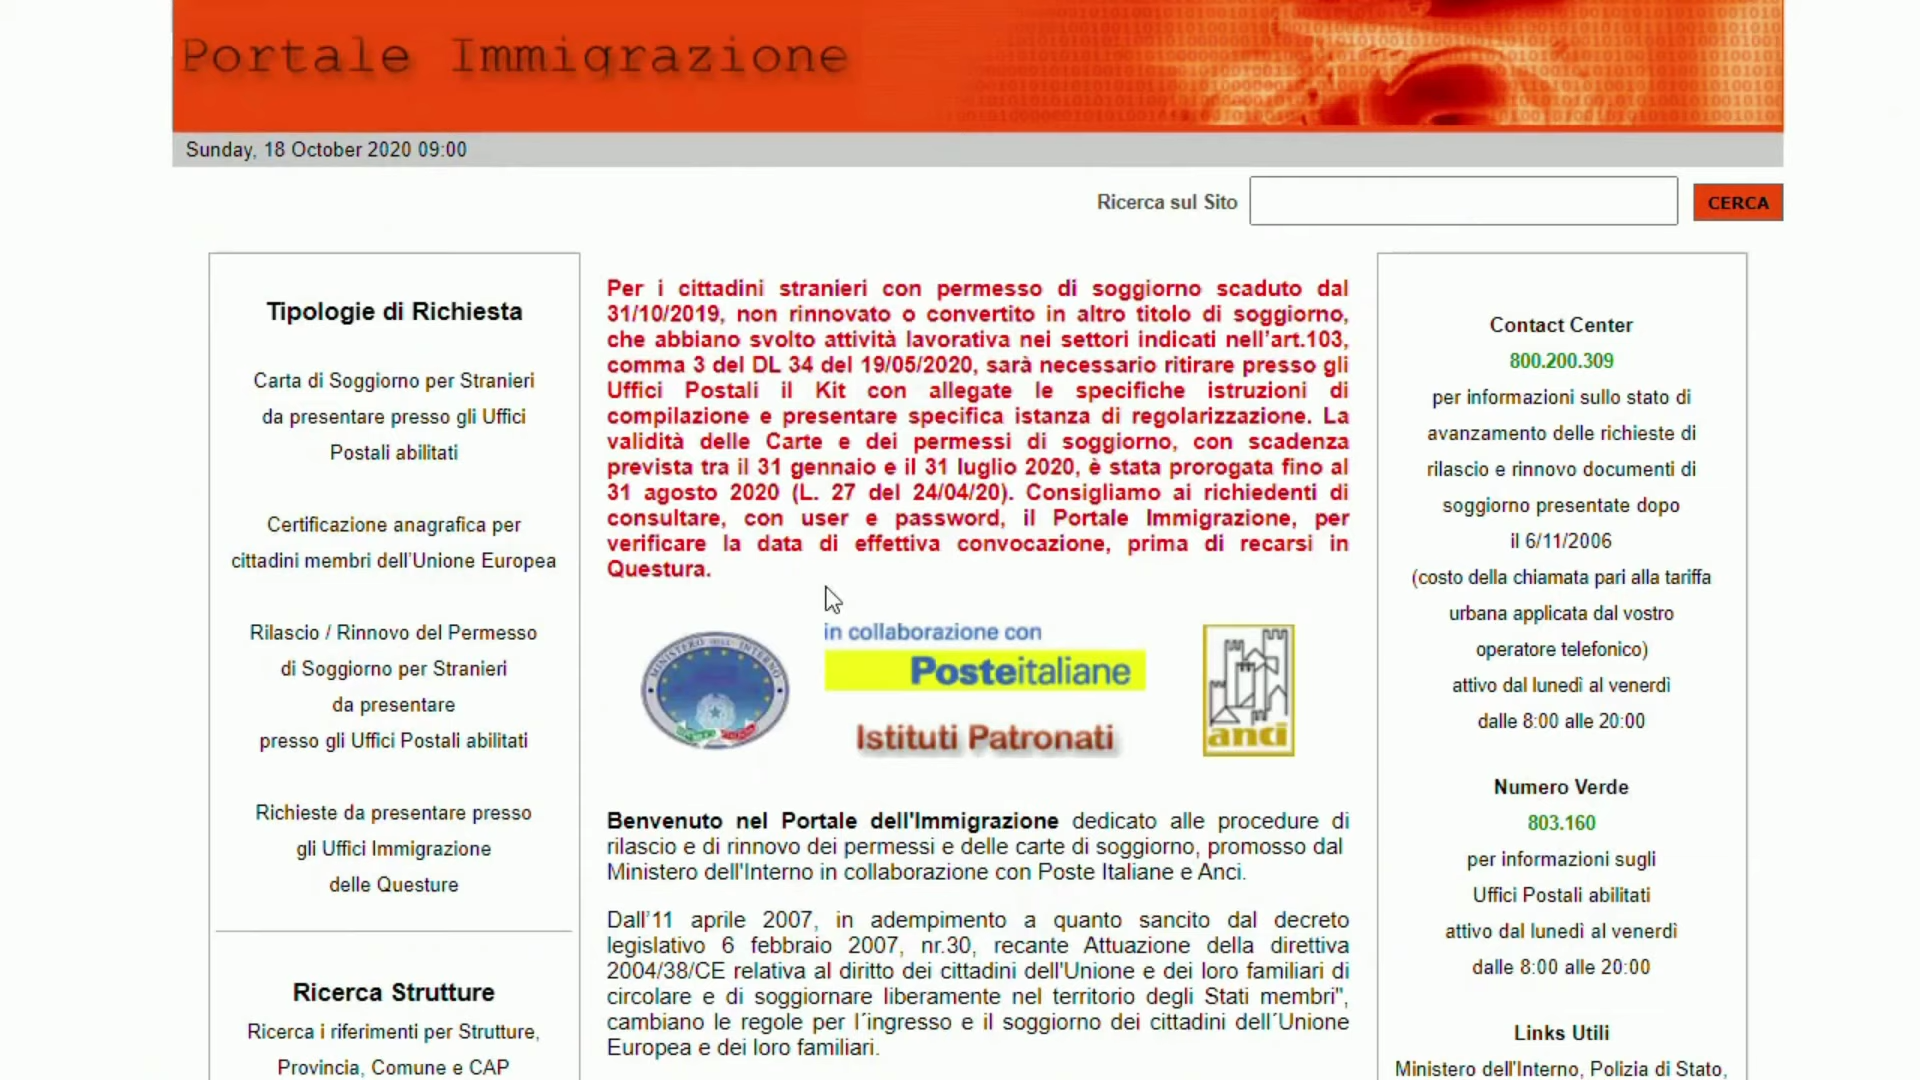 Portale Immigrazione
Sunday, 18 October 2020 09:00
Ricerca sul Sito
CERCA
Tipologie di Richiesta
Carta di Soggiorno per Stranieri
da presentare presso gli Uffici
Postali abilitati
Certificazione anagrafica per
cittadini membri dell'Unione Europea
Rilascio / Rinnovo del Permesso
di Soggiorno per Stranieri
da presentare
presso gli Uffici Postali abilitati
Richieste da presentare presso
gli Uffici Immigrazione
delle Questure
Ricerca Strutture
Ricerca i riferimenti per Strutture,
Provincia, Comune e CAP
Per i cittadini stranieri con permesso di soggiorno scaduto dal
31/10/2019, non rinnovato o convertito in altro titolo di soggiorno,
che abbiano svolto attività lavorativa nei settori indicati nell'art.103,
comma 3 del DL 34 del 19/05/2020, sarà necessario ritirare presso gli
Uffici Postali il Kit con allegate le specifiche istruzioni di
compilazione e presentare specifica istanza di regolarizzazione. La
validità delle Carte e dei permessi di soggiorno, con scadenza
prevista tra il 31 gennaio e il 31 luglio 2020, è stata prorogata fino al
31 agosto 2020 (L. 27 del 24/04/20). Consigliamo ai richiedenti di
consultare, con user e password, il Portale Immigrazione, per
verificare la data di effettiva convocazione, prima di recarsi in
Questura.
MINISTERO DELL'INTERNO
in collaborazione con
Posteitaliane
Istituti Patronati
anci
Benvenuto nel Portale dell'Immigrazione dedicato alle procedure di
rilascio e di rinnovo dei permessi e delle carte di soggiorno, promosso dal
Ministero dell'Interno in collaborazione con Poste Italiane e Anci.
Dall'11 aprile 2007, in adempimento a quanto sancito dal decreto
legislativo 6 febbraio 2007, nr.30, recante Attuazione della direttiva
2004/38/CE relativa al diritto dei cittadini dell'Unione e dei loro familiari di
circolare e di soggiornare liberamente nel territorio degli Stati membri",
cambiano le regole per l´ingresso e il soggiorno dei cittadini dell´Unione
Europea e dei loro familiari.
Contact Center
800.200.309
per informazioni sullo stato di
avanzamento delle richieste di
rilascio e rinnovo documenti di
soggiorno presentate dopo
il 6/11/2006
(costo della chiamata pari alla tariffa
urbana applicata dal vostro
operatore telefonico)
attivo dal lunedì al venerdì
dalle 8:00 alle 20:00
Numero Verde
803.160
per informazioni sugli
Uffici Postali abilitati
attivo dal lunedì al venerdì
dalle 8:00 alle 20:00
Links Utili
Ministero dell'Interno, Polizia di Stato,